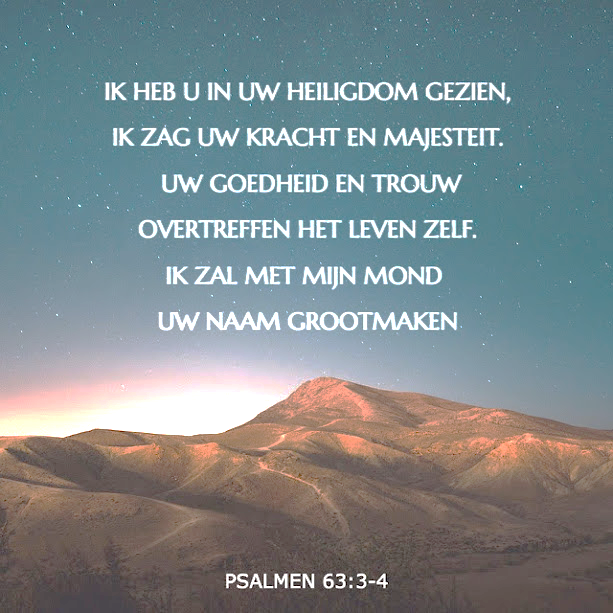 IK HEB U IN UW HEILIGDOM GEZIEN,
IK ZAG UW KRACHT EN MAJESTEIT.
UW GOEDHEID EN TROUW
OVERTREFFEN HET LEVEN ZELF.
IK ZAL MET MIJN MOND
UW NAAM GROOTMAKEN
PSALMEN 63:3-4